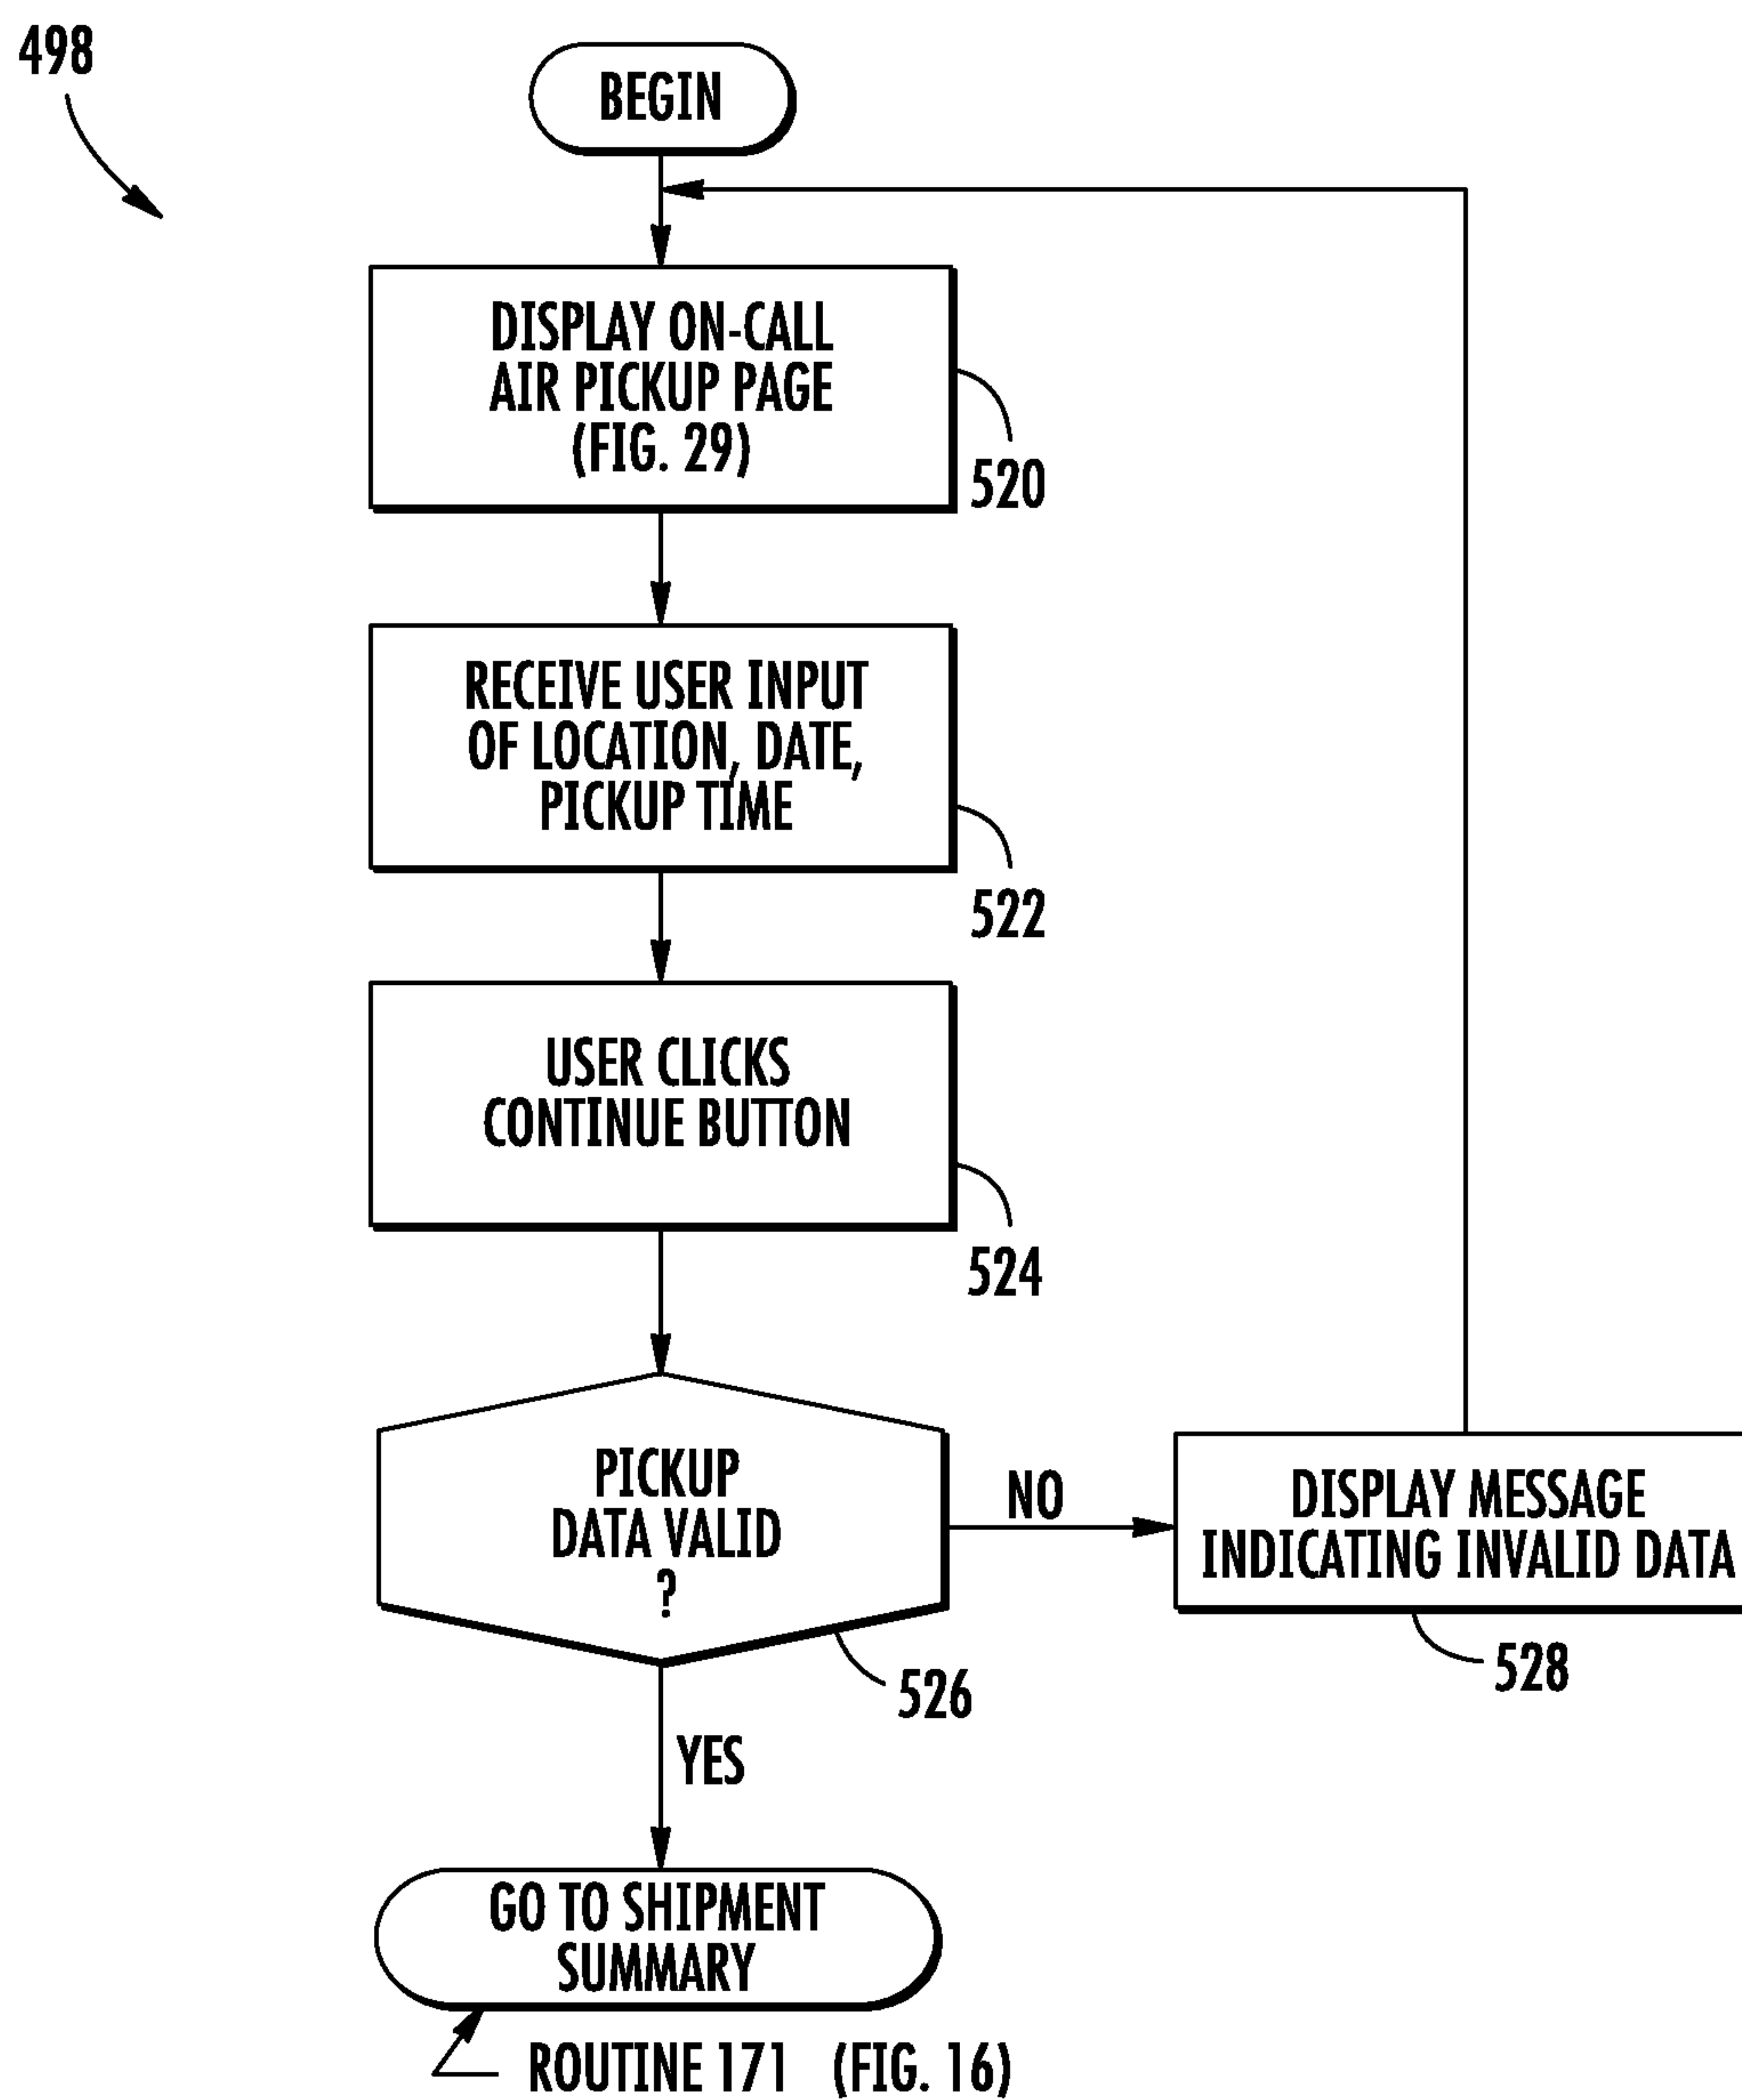 498
BEGIN
DISPLAY ON-CALL
AIR PICKUP PAGE
(FIG. 29)
520
RECEIVE USER INPUT
OF LOCATION, DATE,
PICKUP TIME
522
USER CLICKS
CONTINUE BUTTON
524
PICKUP
DATA VALID
?
526
NO
DISPLAY MESSAGE
INDICATING INVALID DATA
528
YES
GO TO SHIPMENT
SUMMARY
ROUTINE 171 (FIG. 16)